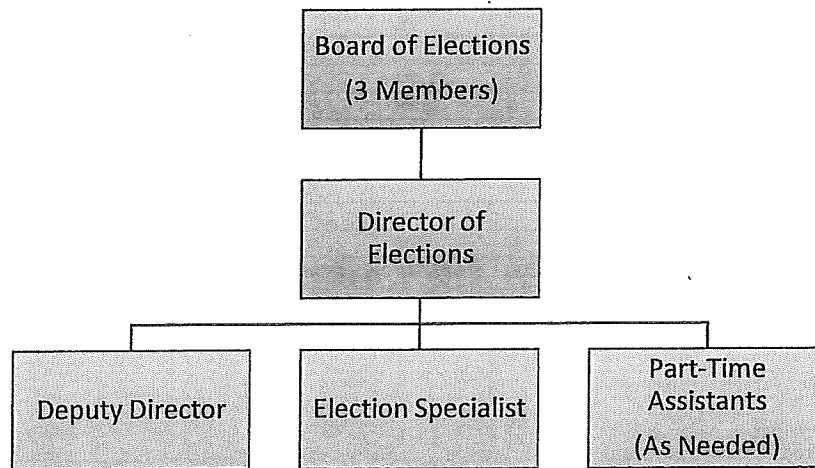 Board of Elections
(3 Members)
Director of
Elections
Deputy Director
Election Specialist
Part-Time
Assistants
(As Needed)